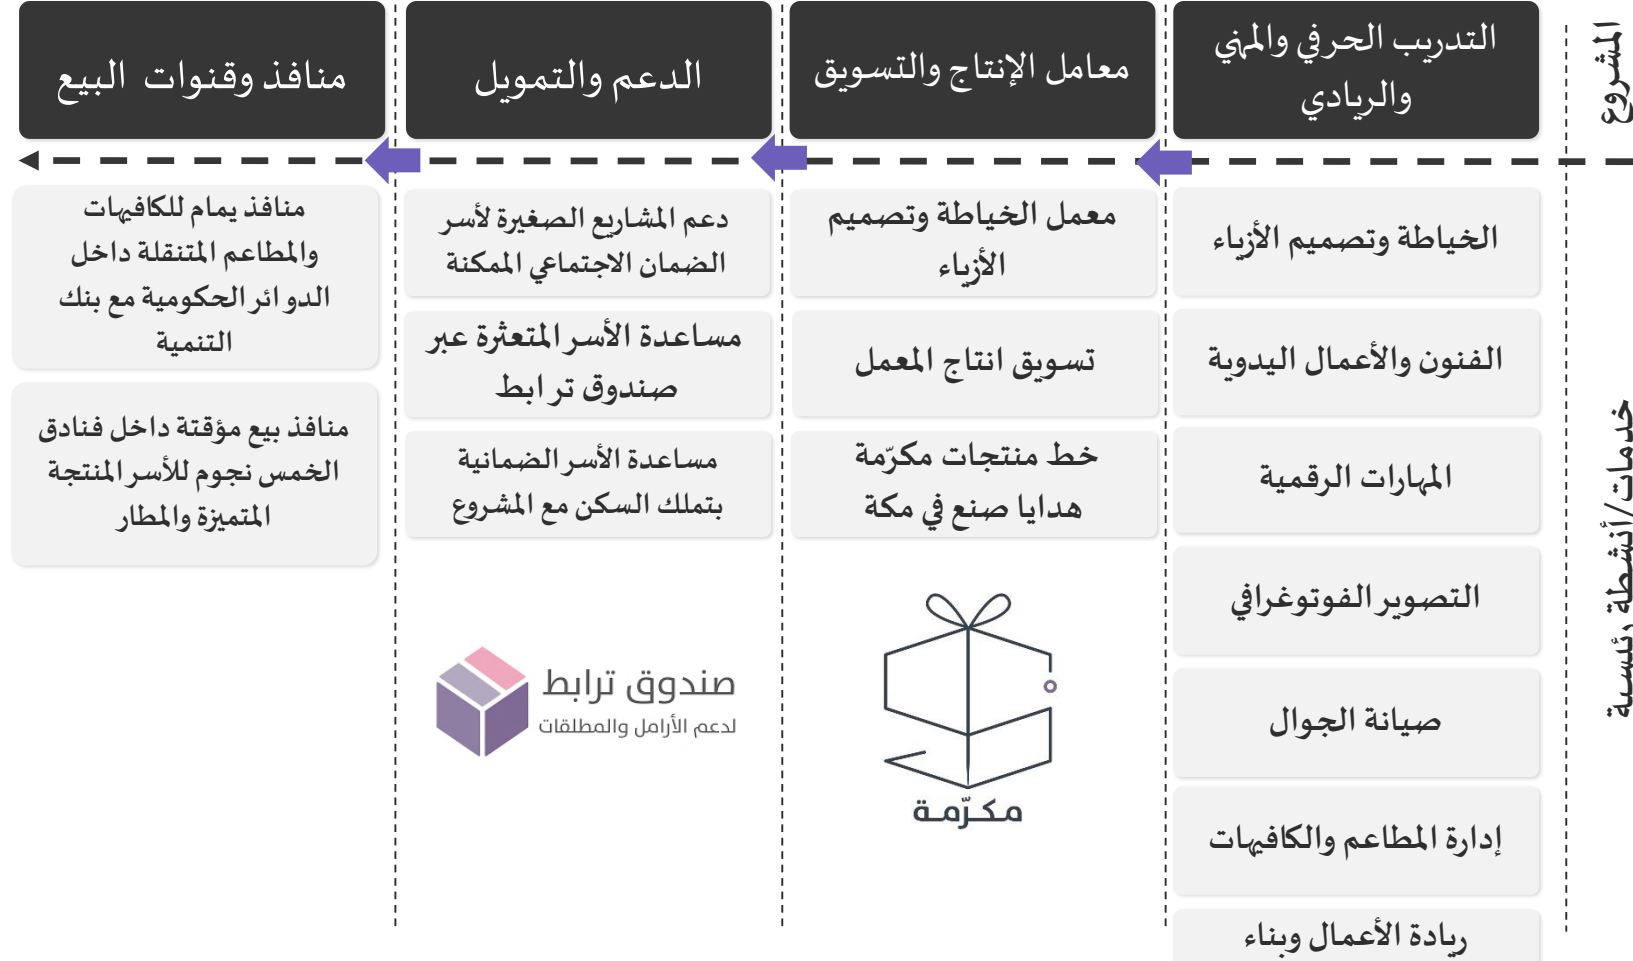 المشروع
التدريب الحرفي والمهني
والريادي
معامل الإنتاج والتسويق
الدعم والتمويل
منافذ وقنوات البيع
خدمات/أنشطة رئيسية
الخياطة وتصميم الأزياء
الفنون والأعمال اليدوية
المهارات الرقمية
التصوير الفوتوغرافي
صيانة الجوال
إدارة المطاعم والكافيهات
ريادة الأعمال وبناء
معمل الخياطة وتصميم
الأزياء
تسويق انتاج المعمل
خط منتجات مكرّمة
هدايا صنع في مكة
مكرّمة
دعم المشاريع الصغيرة لأسر
الضمان الاجتماعي الممكنة
مساعدة الأسر المتعثرة عبر
صندوق ترابط
مساعدة الأسر الضمانية
بتملك السكن مع المشروع
صندوق ترابط
لدعم الأرامل والمطلقات
منافذ يمام للكافيهات
والمطاعم المتنقلة داخل
الدوائر الحكومية مع بنك
التنمية
منافذ بيع مؤقتة داخل فنادق
الخمس نجوم للأسر المنتجة
المتميزة والمطار